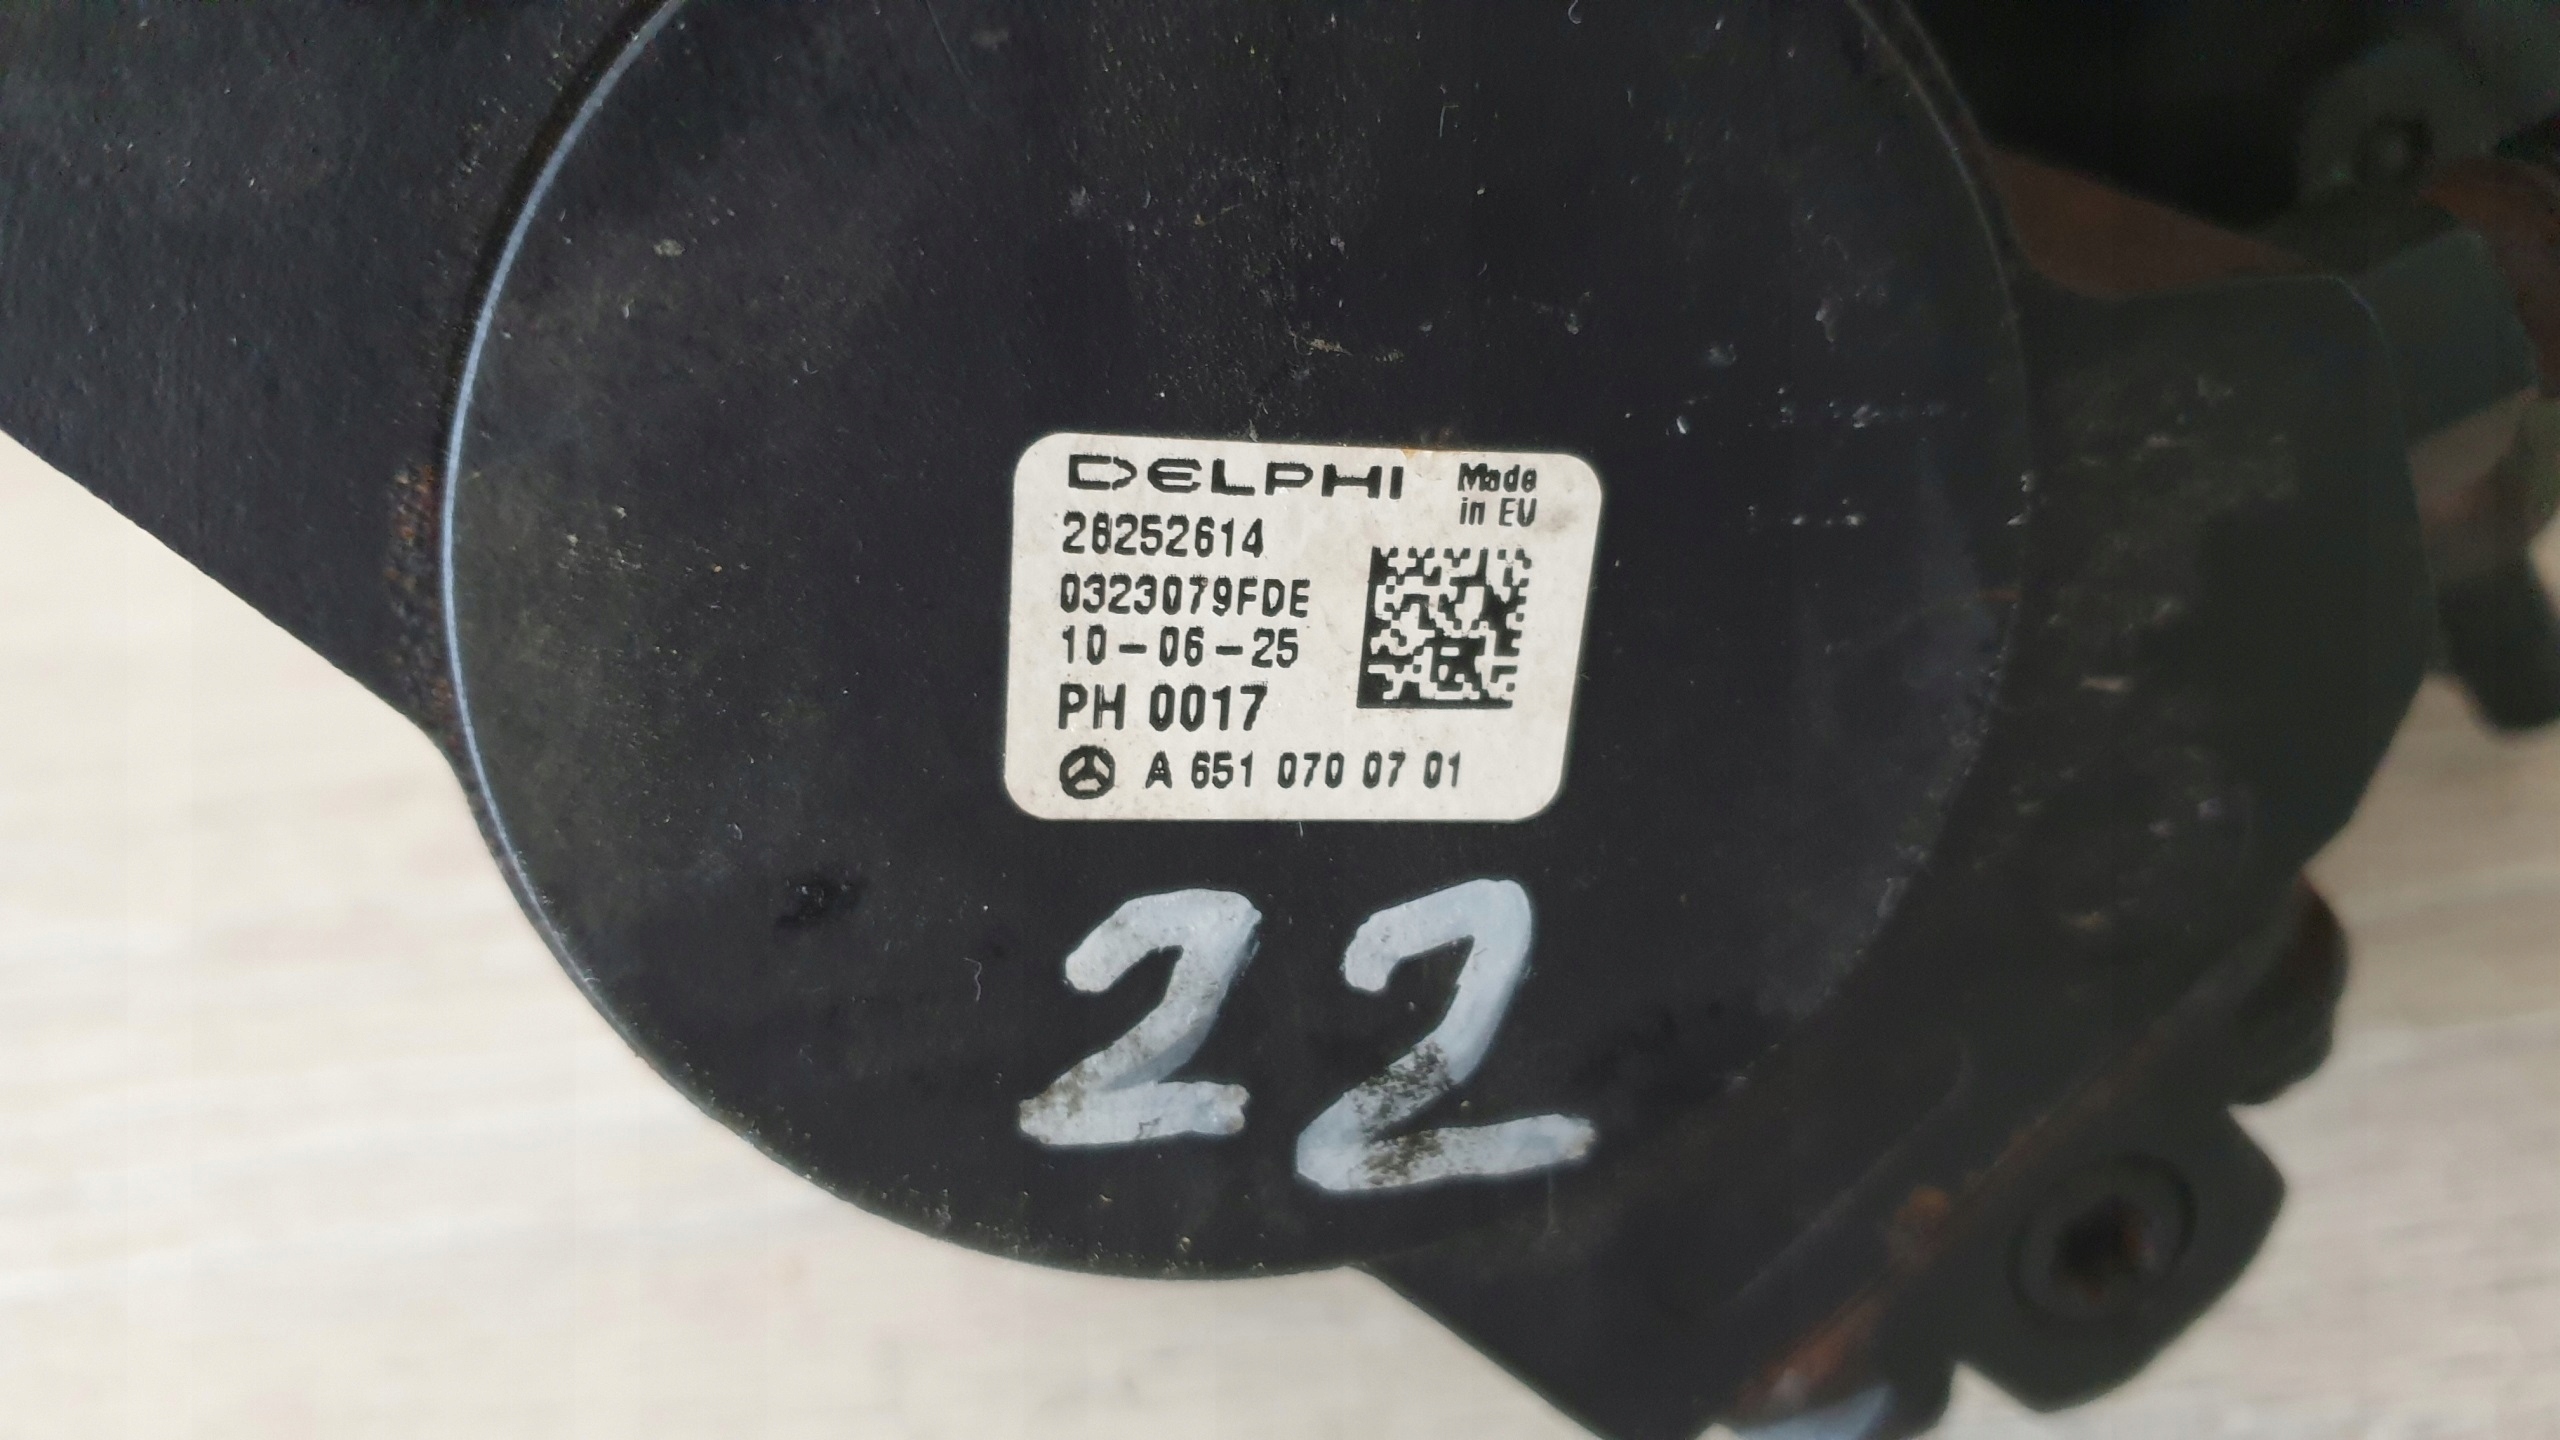 DELPHI
Made
in EU
28252614
0323079FDE
10-06-25
PH 0017
A 651 070 07 01
22